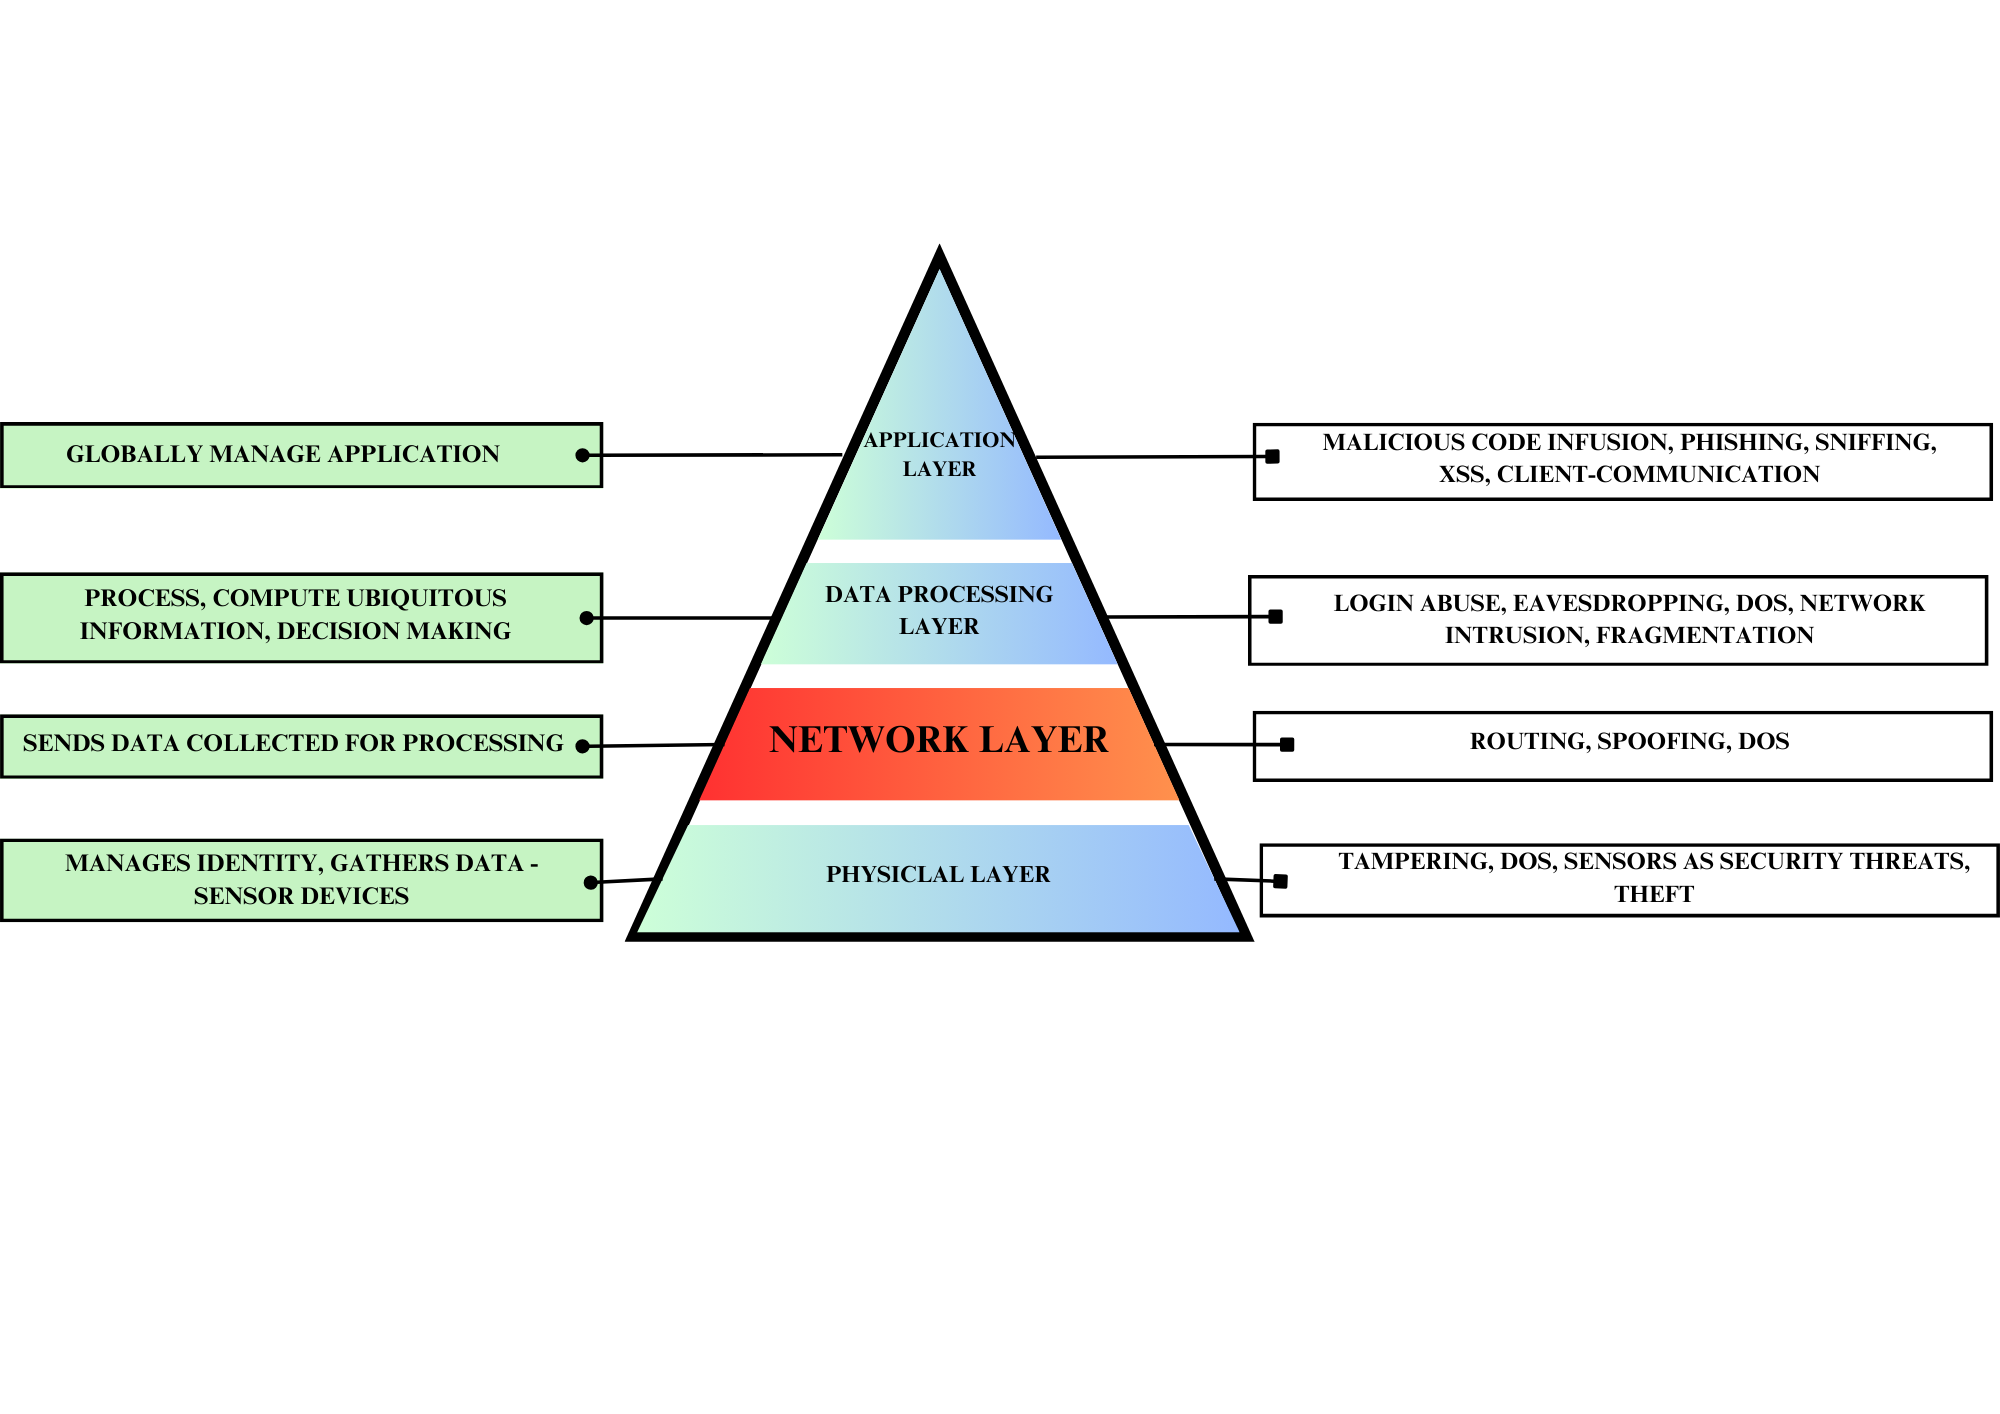 GLOBALLY MANAGE APPLICATION
APPLICATION
LAYER
MALICIOUS CODE INFUSION, PHISHING, SNIFFING,
XSS, CLIENT-COMMUNICATION
PROCESS, COMPUTE UBIQUITOUS
INFORMATION, DECISION MAKING
DATA PROCESSING
LAYER
LOGIN ABUSE, EAVESDROPPING, DOS, NETWORK
INTRUSION, FRAGMENTATION
SENDS DATA COLLECTED FOR PROCESSING
NETWORK LAYER
ROUTING, SPOOFING, DOS
MANAGES IDENTITY, GATHERS DATA -
SENSOR DEVICES
PHYSICLAL LAYER
TAMPERING, DOS, SENSORS AS SECURITY THREATS,
THEFT